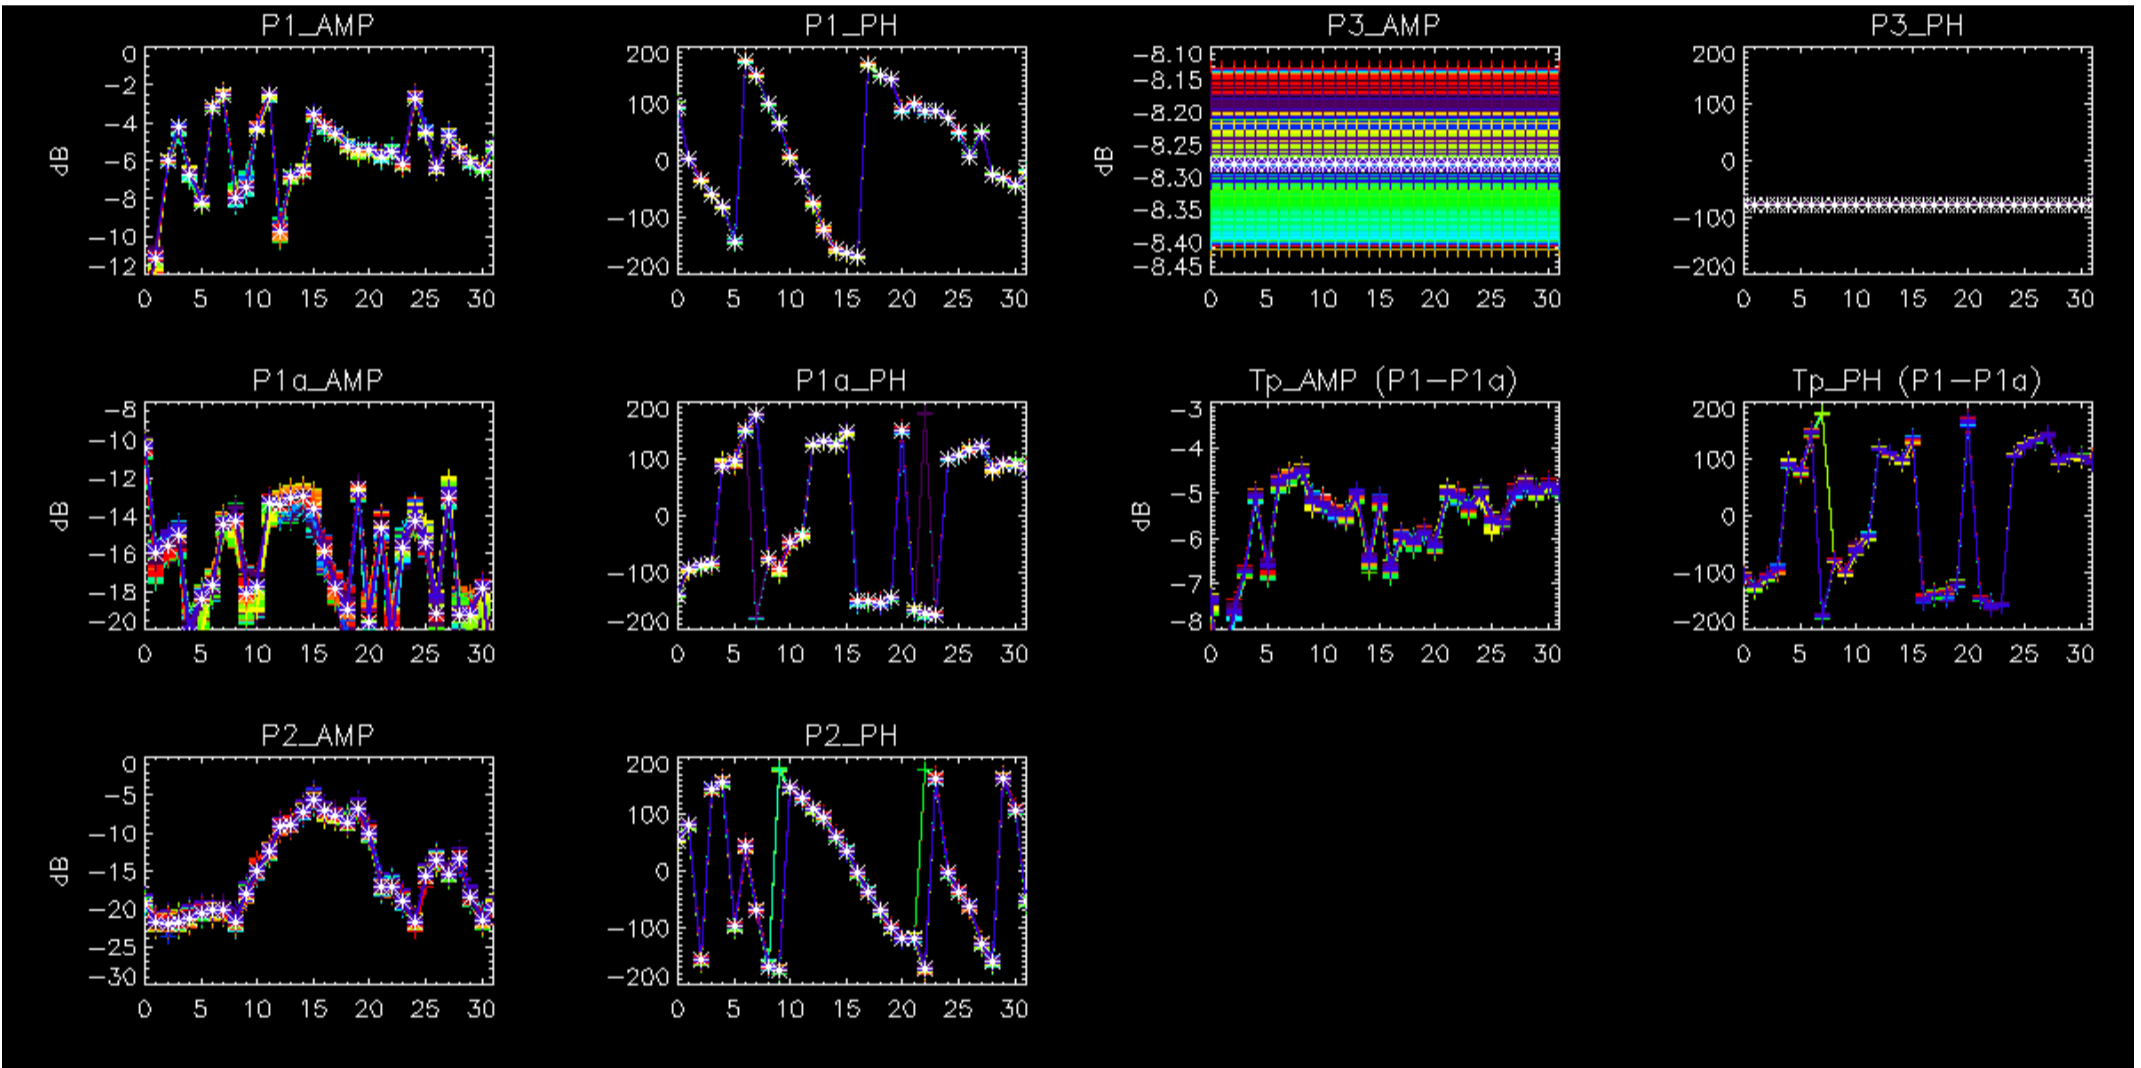 P1_AMP
0
−2
−4
−6
−8
−10
−12
dB
0 5 10 15 20 25 30
P1_PH
200
100
0
−100
−200
0 5 10 15 20 25 30
P3_AMP
−8.10
−8.15
−8.20
−8.25
−8.30
−8.35
−8.40
−8.45
dB
0 5 10 15 20 25 30
P3_PH
200
100
0
−100
−200
0 5 10 15 20 25 30
P1a_AMP
−8
−10
−12
−14
−16
−18
−20
dB
0 5 10 15 20 25 30
P1a_PH
200
100
0
−100
−200
0 5 10 15 20 25 30
Tp_AMP (P1−P1a)
−3
−4
−5
−6
−7
−8
dB
0 5 10 15 20 25 30
Tp_PH (P1−P1a)
200
100
0
−100
−200
0 5 10 15 20 25 30
P2_AMP
0
−5
−10
−15
−20
−25
−30
dB
0 5 10 15 20 25 30
P2_PH
200
100
0
−100
−200
0 5 10 15 20 25 30